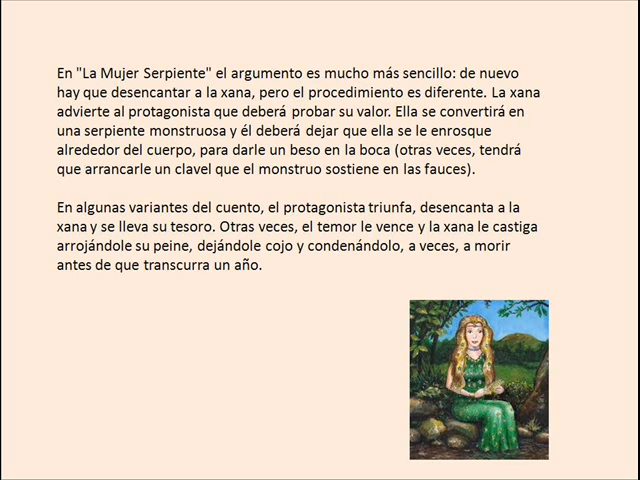 En "La Mujer Serpiente" el argumento es mucho más sencillo: de nuevo
hay que desencantar a la xana, pero el procedimiento es diferente. La xana
advierte al protagonista que deberá probar su valor. Ella se convertirá en
una serpiente monstruosa y él deberá dejar que ella se le enrosque
alrededor del cuerpo, para darle un beso en la boca (otras veces, tendrá
que arrancarle un clavel que el monstruo sostiene en las fauces).
En algunas variantes del cuento, el protagonista triunfa, desencanta a la
xana y se lleva su tesoro. Otras veces, el temor le vence y la xana le castiga
arrojándole su peine, dejándole cojo y condenándolo, a veces, a morir
antes de que transcurra un año.